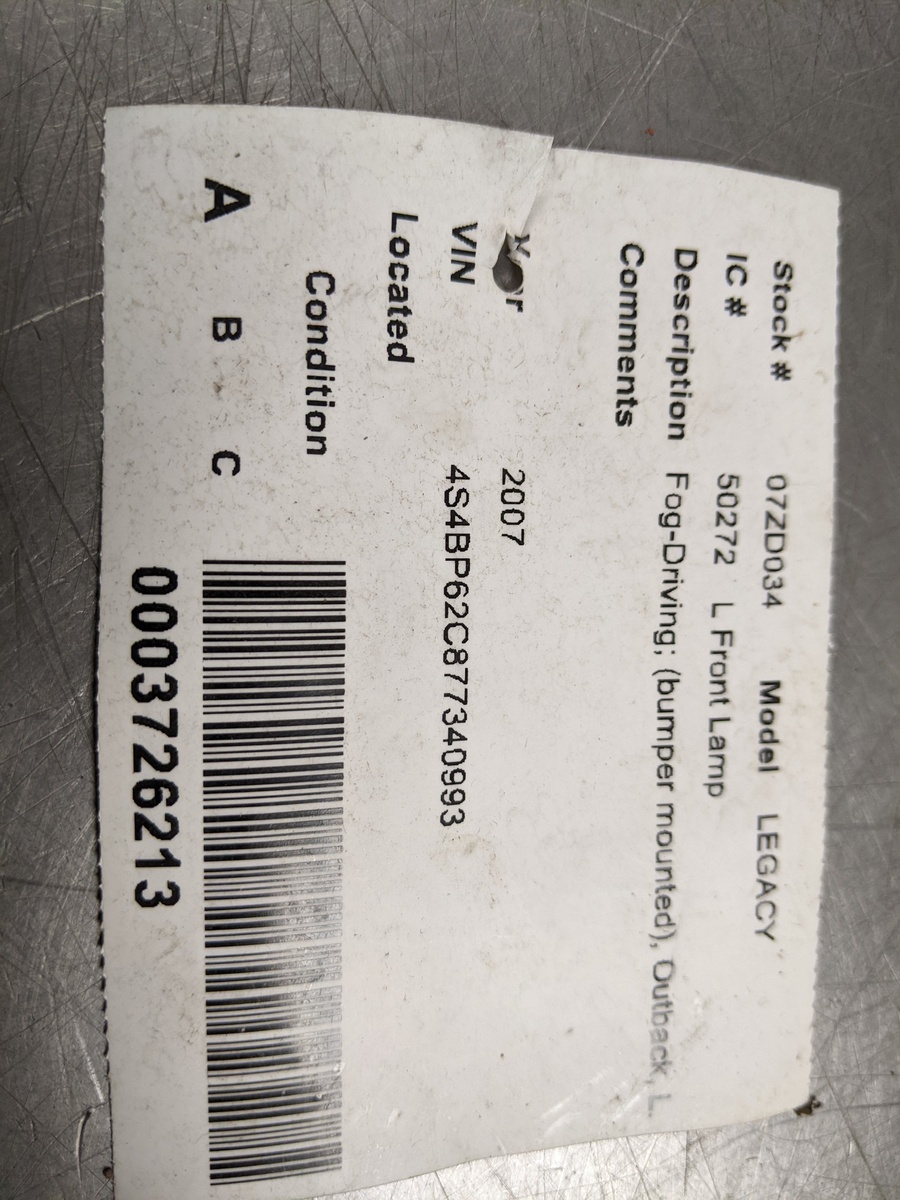 Stock # 07ZD034 Model LEGACY
IC # 50272 L Front Lamp
Description Fog-Driving; (bumper mounted), Outback, L.
Comments
2007
VIN 4S4BP62C877340993
Located
Condition
A B C
0003726213